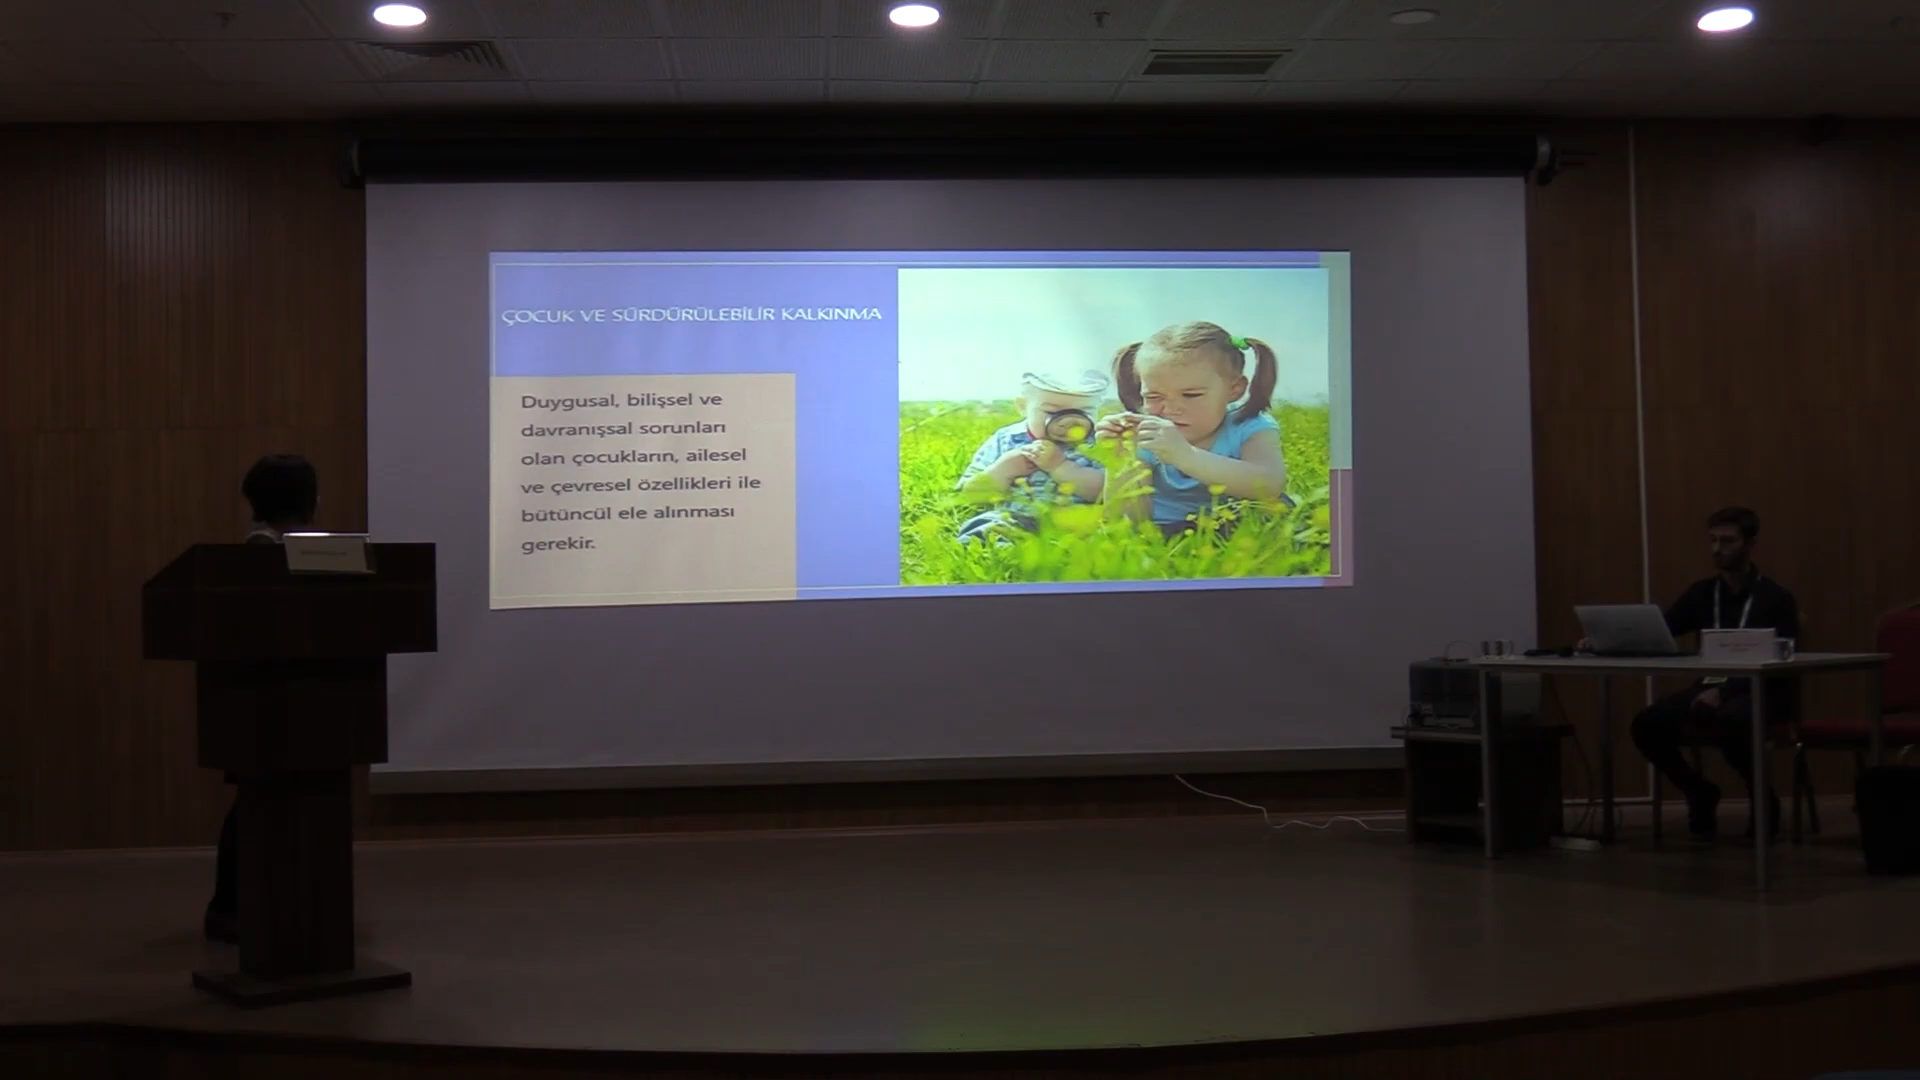 ÇOCUK VE SÜRDÜRÜLEBİLİR KALKINMA
Duygusal, bilişsel ve
davranışsal sorunları
olan çocukların, ailesel
ve çevresel özellikleri ile
bütüncül ele alınması
gerekir.